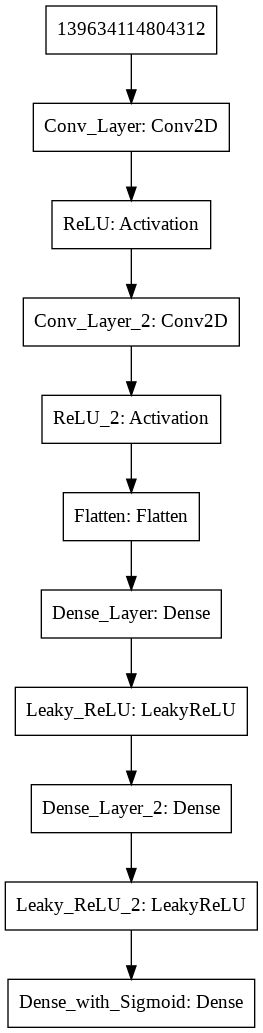 139634114804312
Conv_Layer: Conv2D
ReLU: Activation
Conv_Layer_2: Conv2D
ReLU_2: Activation
Flatten: Flatten
Dense_Layer: Dense
Leaky_ReLU: LeakyReLU
Dense_Layer_2: Dense
Leaky_ReLU_2: LeakyReLU
Dense_with_Sigmoid: Dense